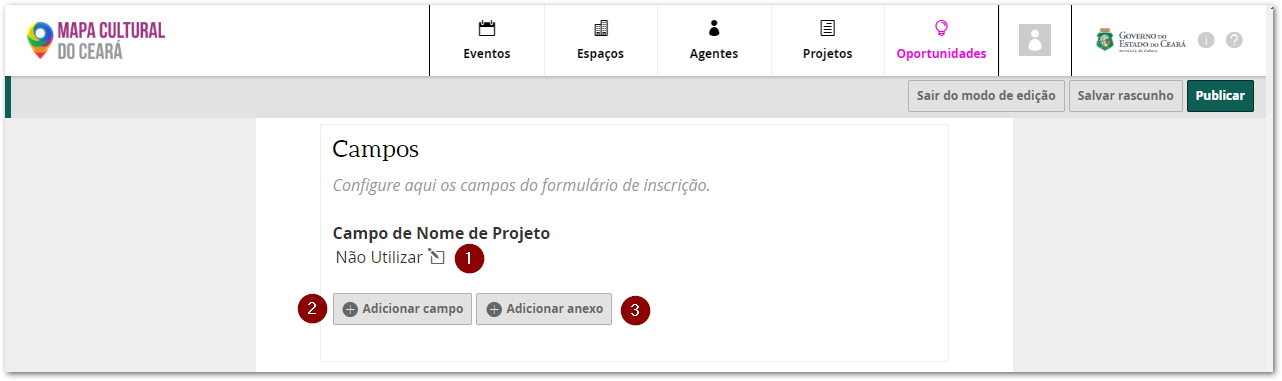 MAPA CULTURAL
DO CEARÁ
Eventos
Espaços
Agentes
Projetos
Oportunidades
GOVERNO DO
ESTADO DO CEARÁ
Secretaria da Cultura
i
?
Sair do modo de edição
Salvar rascunho
Publicar
Campos
Configure aqui os campos do formulário de inscrição.
Campo de Nome de Projeto
Não Utilizar 1
2 Adicionar campo Adicionar anexo 3